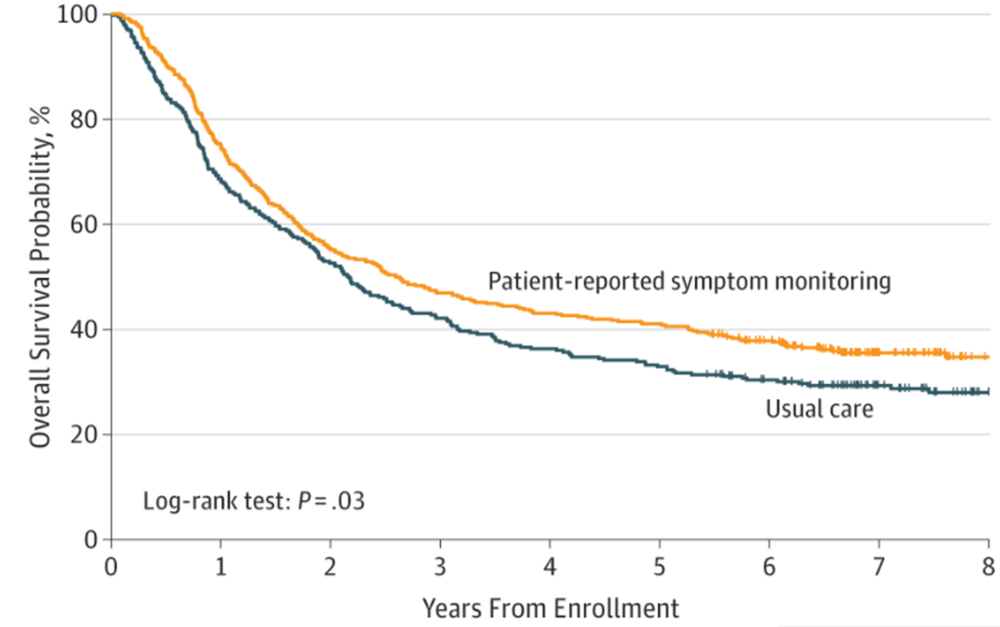 100
80
60
40
20
0
Overall Survival Probability, %
Patient-reported symptom monitoring
Usual care
Log-rank test: P = .03
0 1 2 3 4 5 6 7 8
Years From Enrollment